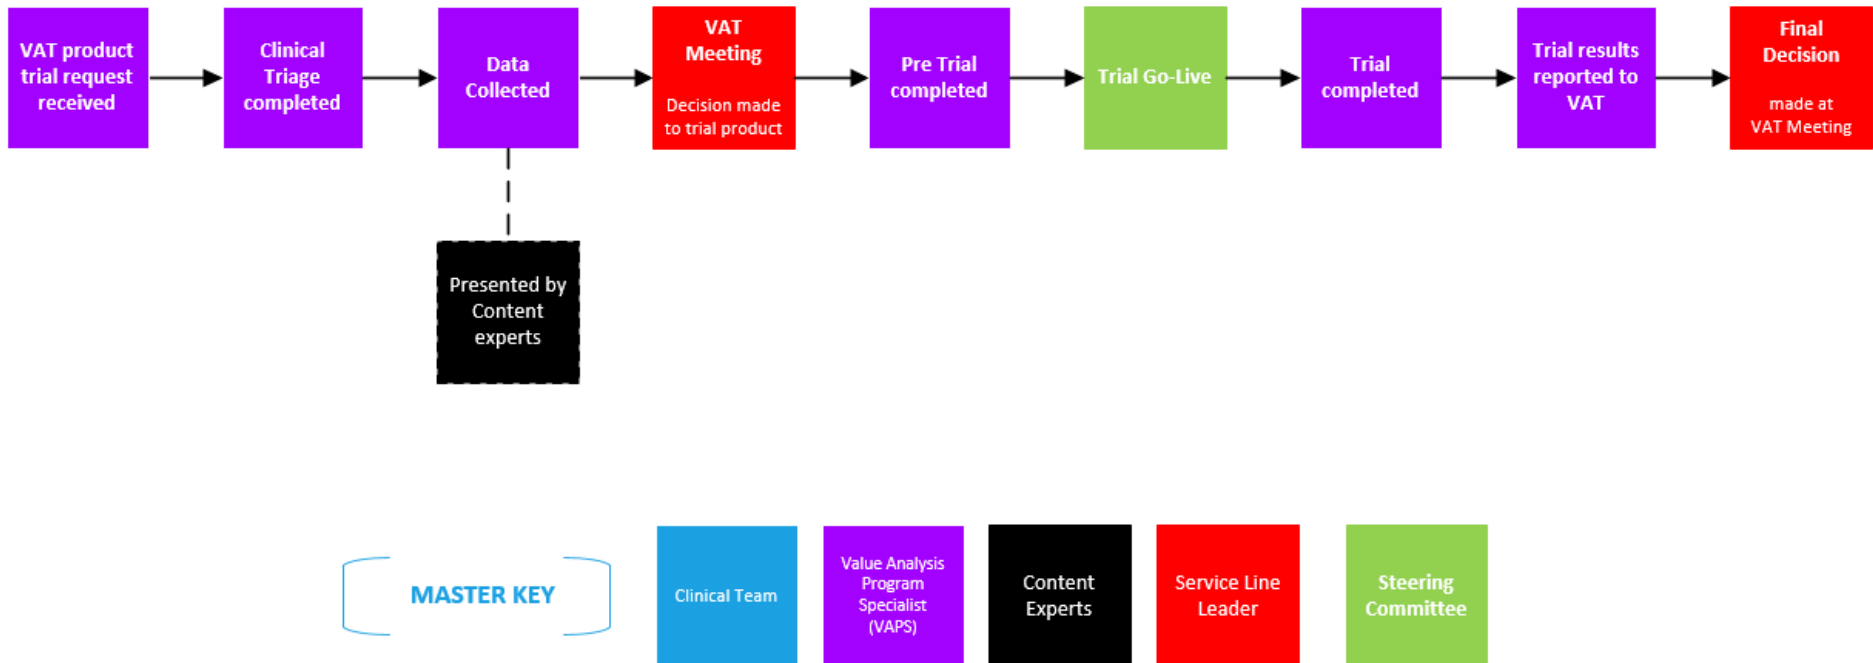 VAT product
trial request
received
Clinical
Triage
completed
Data
Collected
VAT
Meeting
Decision made
to trial product
Pre Trial
completed
Trial Go-Live
Trial
completed
Trial results
reported to
VAT
Final
Decision
made at
VAT Meeting
Presented by
Content
experts
MASTER KEY
Clinical Team
Value Analysis
Program
Specialist
(VAPS)
Content
Experts
Service Line
Leader
Steering
Committee